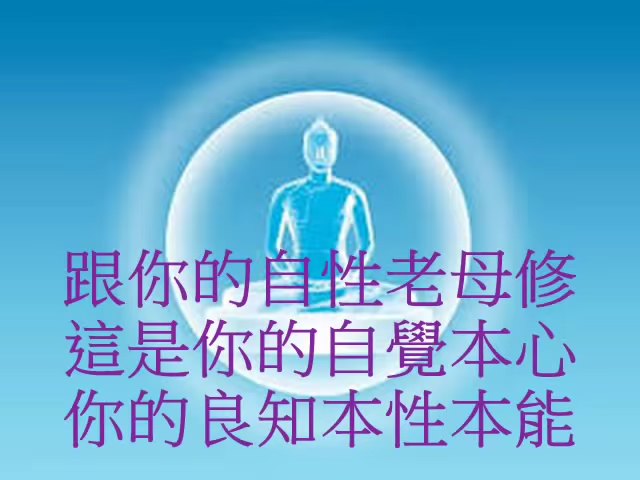 跟你的自性老母修
這是你的自覺本心
你的良知本性本能